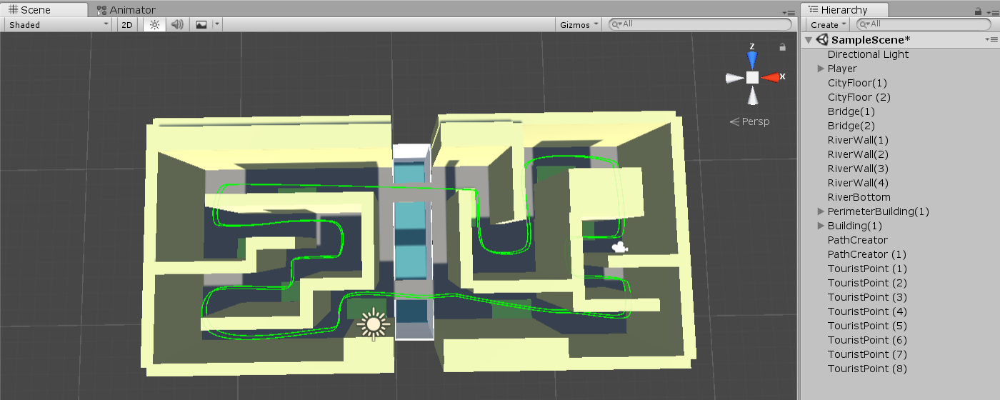 Scene Animator
Shaded 2D Gizmos All
z
x
Persp
Hierarchy
Create All
SampleScene*
Directional Light
Player
CityFloor(1)
CityFloor (2)
Bridge(1)
Bridge(2)
RiverWall(1)
RiverWall(2)
RiverWall(3)
RiverWall(4)
RiverBottom
PerimeterBuilding(1)
Building(1)
PathCreator
PathCreator (1)
TouristPoint (1)
TouristPoint (2)
TouristPoint (3)
TouristPoint (4)
TouristPoint (5)
TouristPoint (6)
TouristPoint (7)
TouristPoint (8)